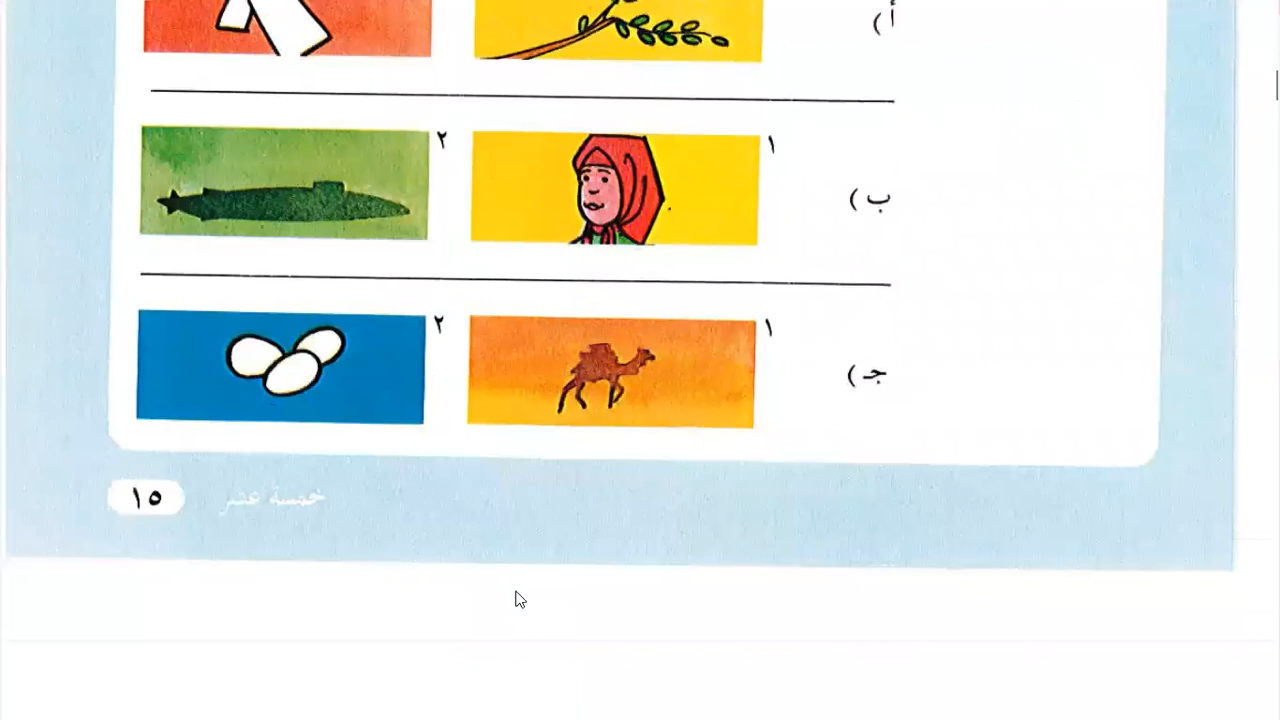 أ)
١ ٢
ب)
١ ٢
جـ)
١٥ خمسة عشر